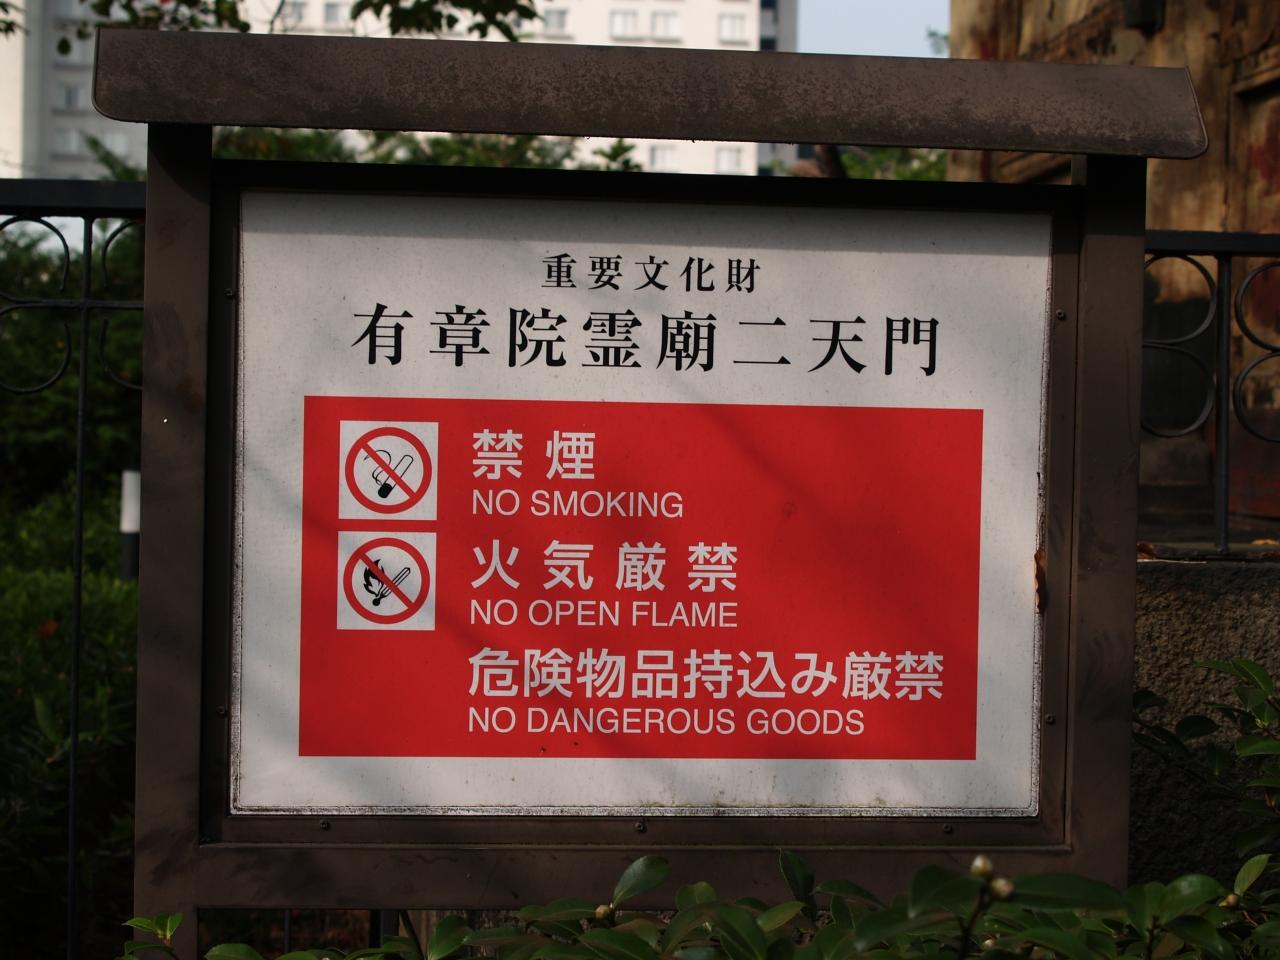 重要文化財
有章院霊廟二天門
禁煙
NO SMOKING
火気厳禁
NO OPEN FLAME
危険物品持込み厳禁
NO DANGEROUS GOODS